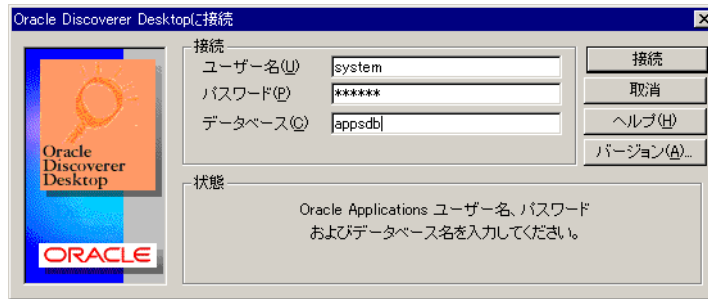 Oracle Discoverer Desktopに接続
接続
ユーザー名(U) system
パスワード(P) ******
データベース(C) appsdb
接続
取消
ヘルプ(H)
バージョン(A)...
Oracle
Discoverer
Desktop
ORACLE
状態
Oracle Applications ユーザー名、パスワード
およびデータベース名を入力してください。